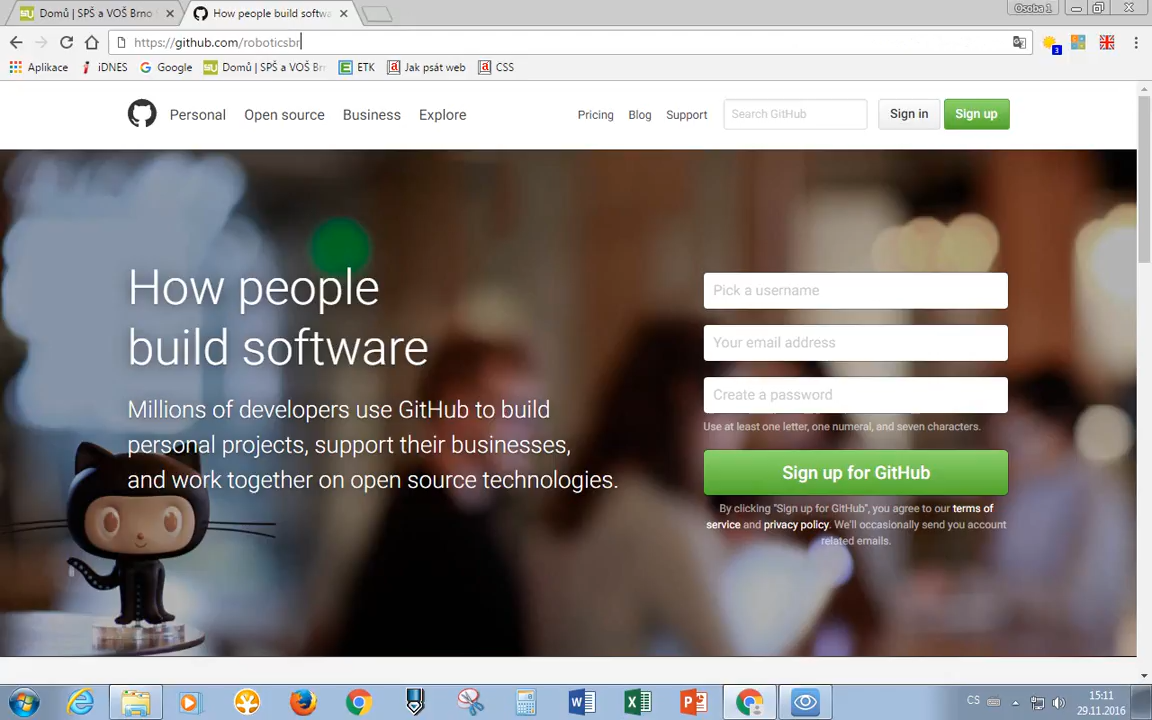 Domů | SPŠ a VOŠ Brno
How people build softwa
Osoba 1
https://github.com/roboticsbr
3
Aplikace
iDNES
Google
Domů | SPŠ a VOŠ Br
ETK
Jak psát web
CSS
Personal
Open source
Business
Explore
Pricing
Blog
Support
Search GitHub
Sign in
Sign up
How people
build software
Millions of developers use GitHub to build
personal projects, support their businesses,
and work together on open source technologies.
Pick a username
Your email address
Create a password
Use at least one letter, one numeral, and seven characters.
Sign up for GitHub
By clicking "Sign up for GitHub", you agree to our terms of
service and privacy policy. We'll occasionally send you account
related emails.
CS
15:11
29.11.2016